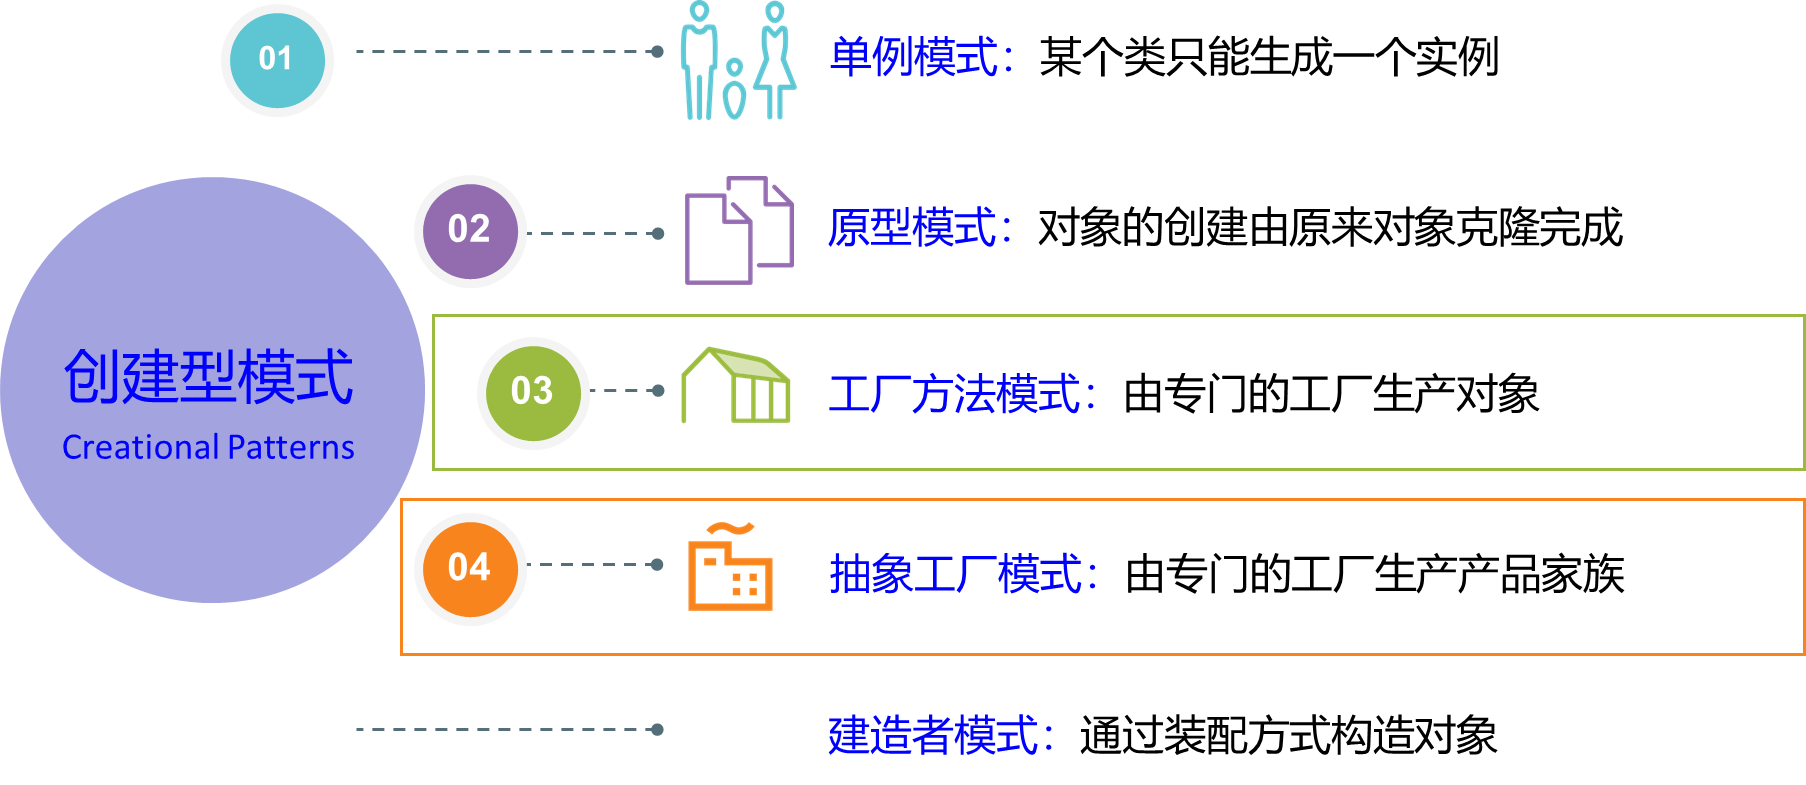 01
单例模式：某个类只能生成一个实例
02
原型模式：对象的创建由原来对象克隆完成
创建型模式
Creational Patterns
03
工厂方法模式：由专门的工厂生产对象
04
抽象工厂模式：由专门的工厂生产产品家族
建造者模式：通过装配方式构造对象